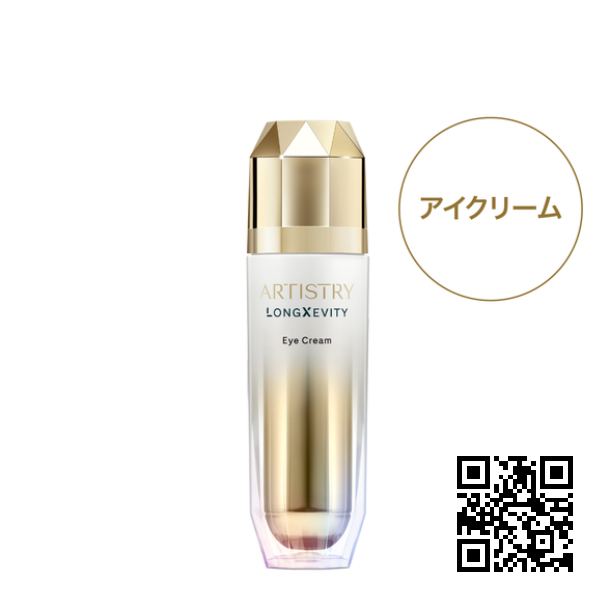 アイクリーム
ARTISTRY
LONGXEVITY
Eye Cream